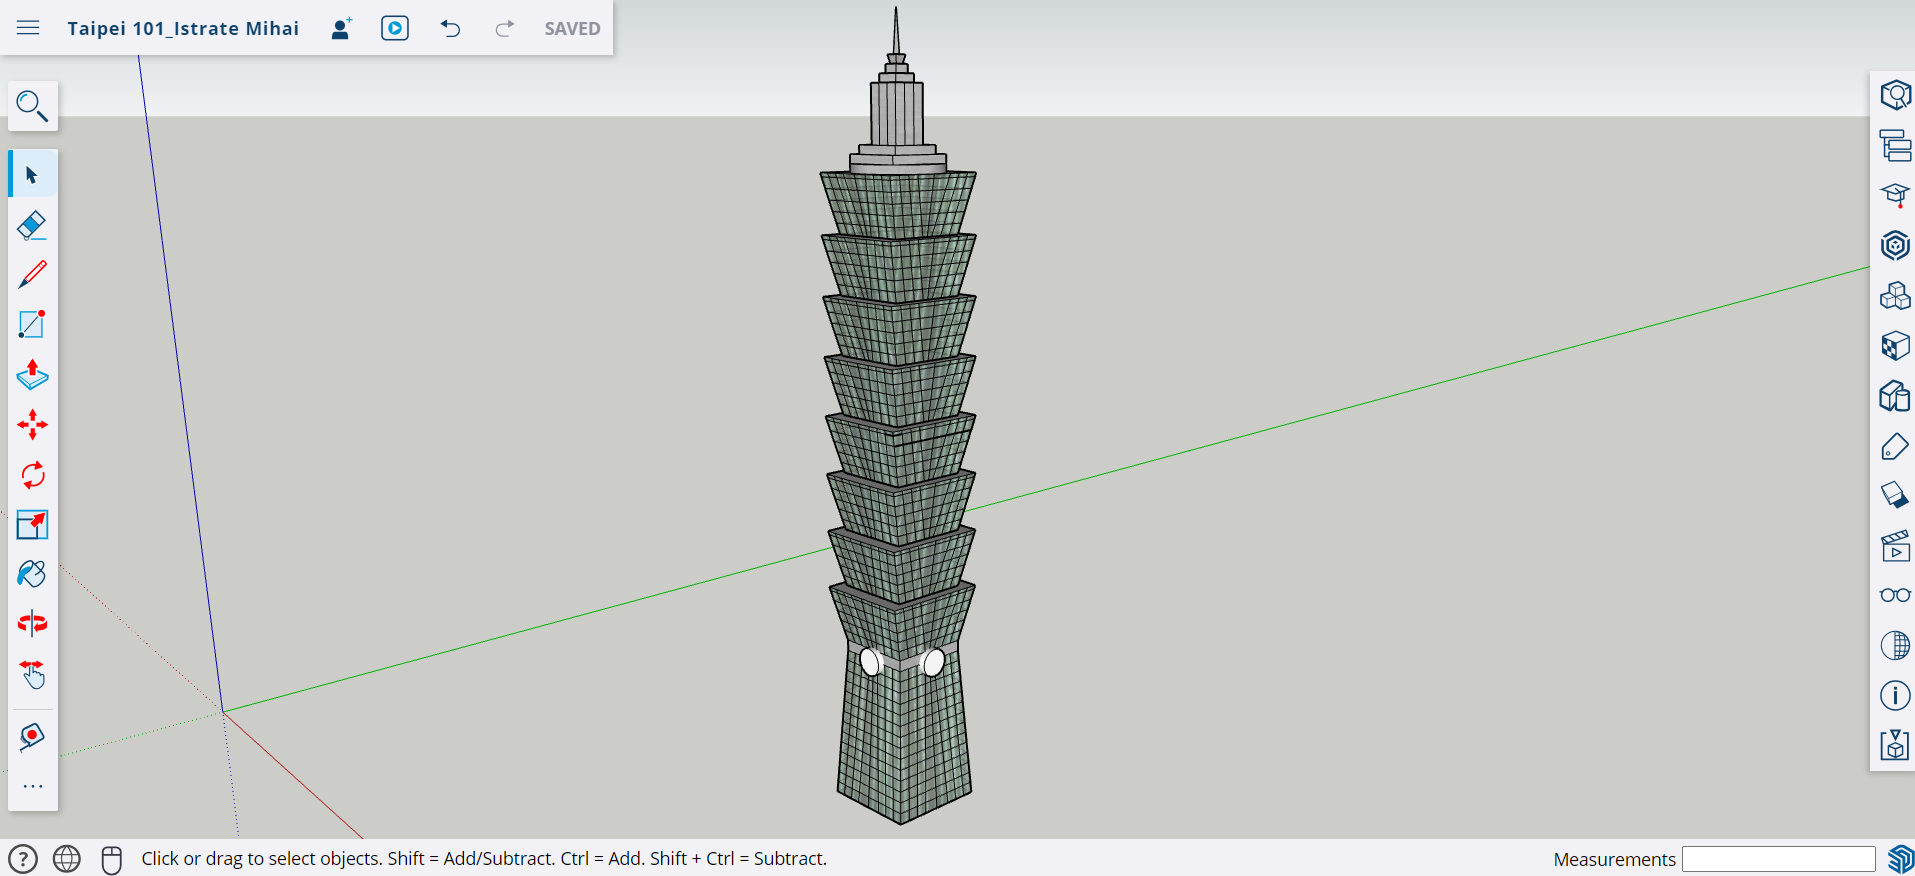 Taipei 101_Istrate Mihai
SAVED
Click or drag to select objects. Shift = Add/Subtract. Ctrl = Add. Shift + Ctrl = Subtract.
Measurements